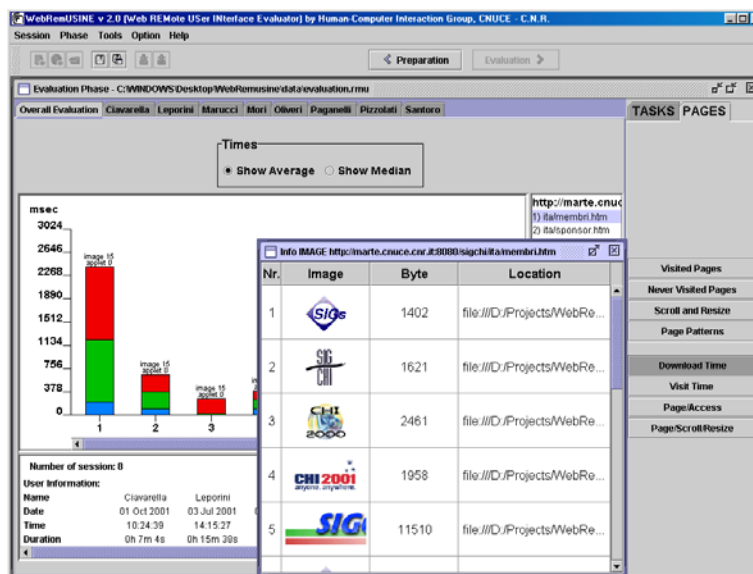 WebRemUSINE v 2.0 [Web REMote USer INterface Evaluator] by Human-Computer Interaction Group, CNUCE - C.N.R.
Session Phase Tools Option Help
Preparation
Evaluation
Evaluation Phase - C:\WINDOWS\Desktop\WebRemusine\data\evaluation.rmu
Overall Evaluation Ciavarella Leporini Marucci Mori Oliveri Paganelli Pizzolati Santoro
TASKS PAGES
Times
Show Average Show Median
msec
3024
2646
2268
1890
1512
1134
756
378
0
image 15
applet 0
image 15
applet 0
image 15
applet 0
1 2 3
http://marte.cnuc
1) ita/membri.htm
2) ita/sponsor.htm
Info IMAGE http://marte.cnuce.cnr.it:8080/sigchi/ita/membri.htm
Nr. Image Byte Location
1 SIGs 1402 file:///D:/Projects/WebRe...
2 SIG CHI 1621 file:///D:/Projects/WebRe...
3 CHI 2000 2461 file:///D:/Projects/WebRe...
4 CHI 2001 anyone. anywhere. 1958 file:///D:/Projects/WebRe...
5 SIG 11510 file:///D:/Projects/WebRe...
Visited Pages
Never Visited Pages
Scroll and Resize
Page Patterns
Download Time
Visit Time
Page/Access
Page/Scroll/Resize
Number of session: 8
User Information:
Name Ciavarella Leporini
Date 01 Oct 2001 03 Jul 2001
Time 10:24:39 14:15:27
Duration 0h 7m 4s 0h 15m 38s